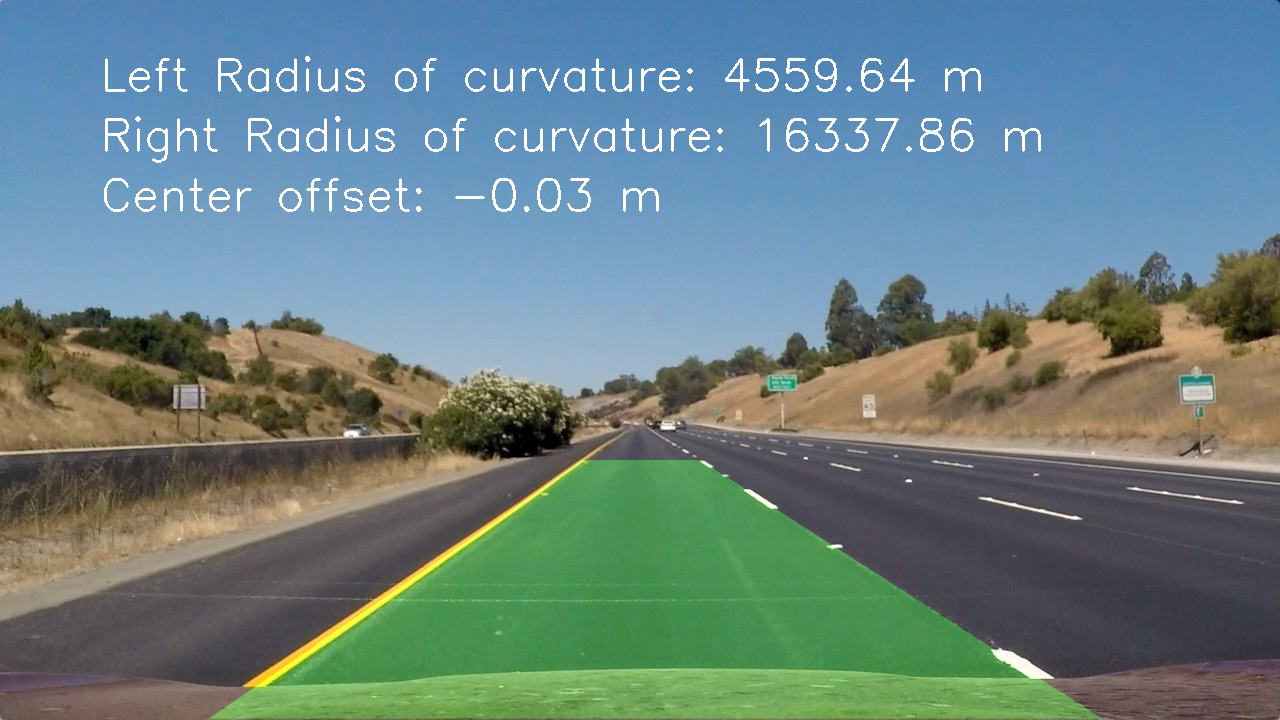 Left Radius of curvature: 4559.64 m
Right Radius of curvature: 16337.86 m
Center offset: −0.03 m